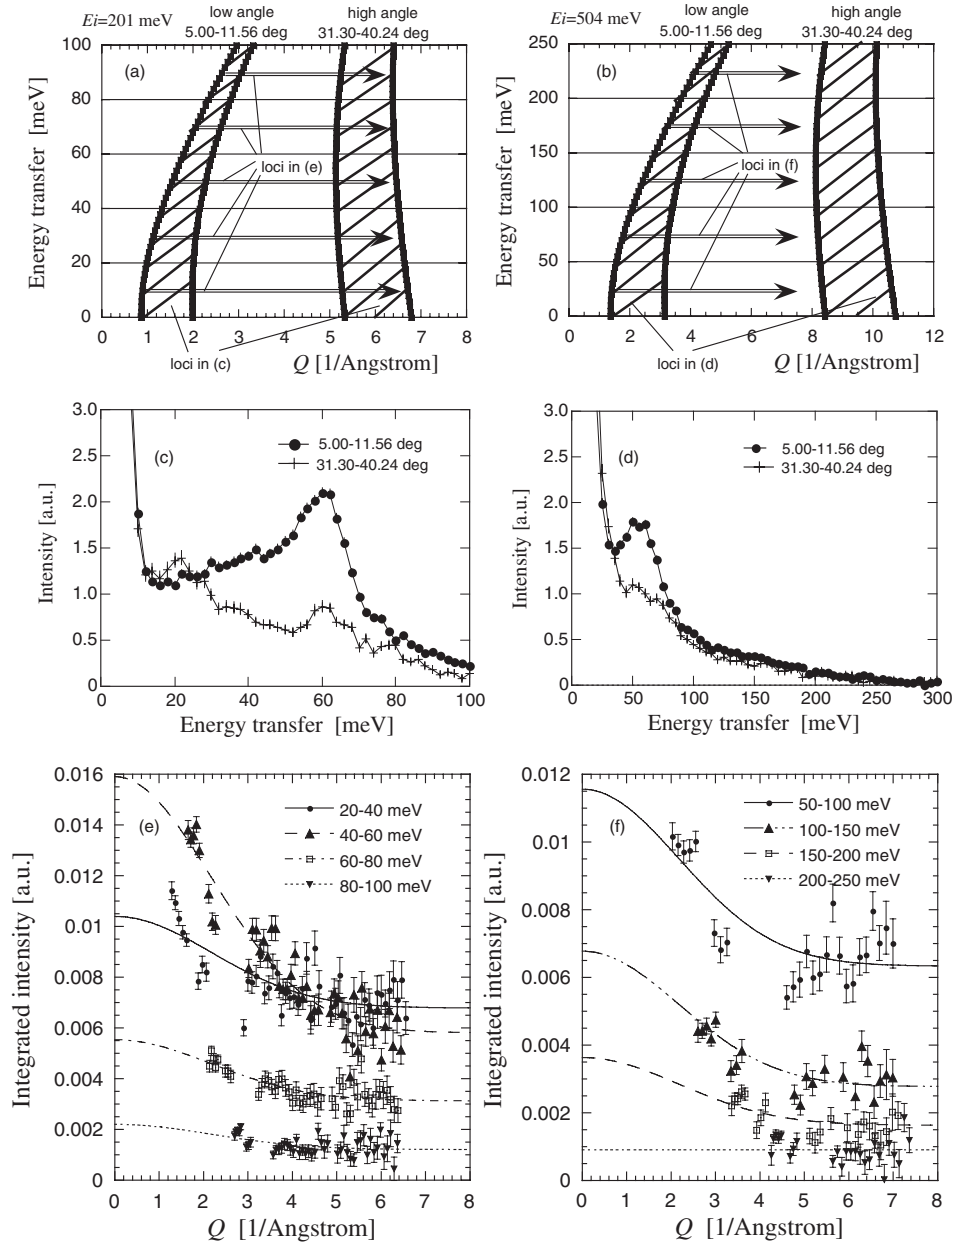 Ei=201 meV
low angle
5.00-11.56 deg
high angle
31.30-40.24 deg
(a)
100
80
60
40
20
0
Energy transfer [meV]
loci in (e)
loci in (c)
0 1 2 3 4 5 6 7 8
Q [1/Angstrom]
Ei=504 meV
low angle
5.00-11.56 deg
high angle
31.30-40.24 deg
(b)
250
200
150
100
50
0
Energy transfer [meV]
loci in (f)
loci in (d)
0 2 4 6 8 10 12
Q [1/Angstrom]
(c)
5.00-11.56 deg
31.30-40.24 deg
3.0
2.5
2.0
1.5
1.0
0.5
0
Intensity [a.u.]
0 20 40 60 80 100
Energy transfer [meV]
(d)
5.00-11.56 deg
31.30-40.24 deg
3.0
2.5
2.0
1.5
1.0
0.5
0
Intensity [a.u.]
0 50 100 150 200 250 300
Energy transfer [meV]
(e)
20-40 meV
40-60 meV
60-80 meV
80-100 meV
0.016
0.014
0.012
0.01
0.008
0.006
0.004
0.002
0
Integrated intensity [a.u.]
0 1 2 3 4 5 6 7 8
Q [1/Angstrom]
(f)
50-100 meV
100-150 meV
150-200 meV
200-250 meV
0.012
0.01
0.008
0.006
0.004
0.002
0
Integrated intensity [a.u.]
0 1 2 3 4 5 6 7 8
Q [1/Angstrom]